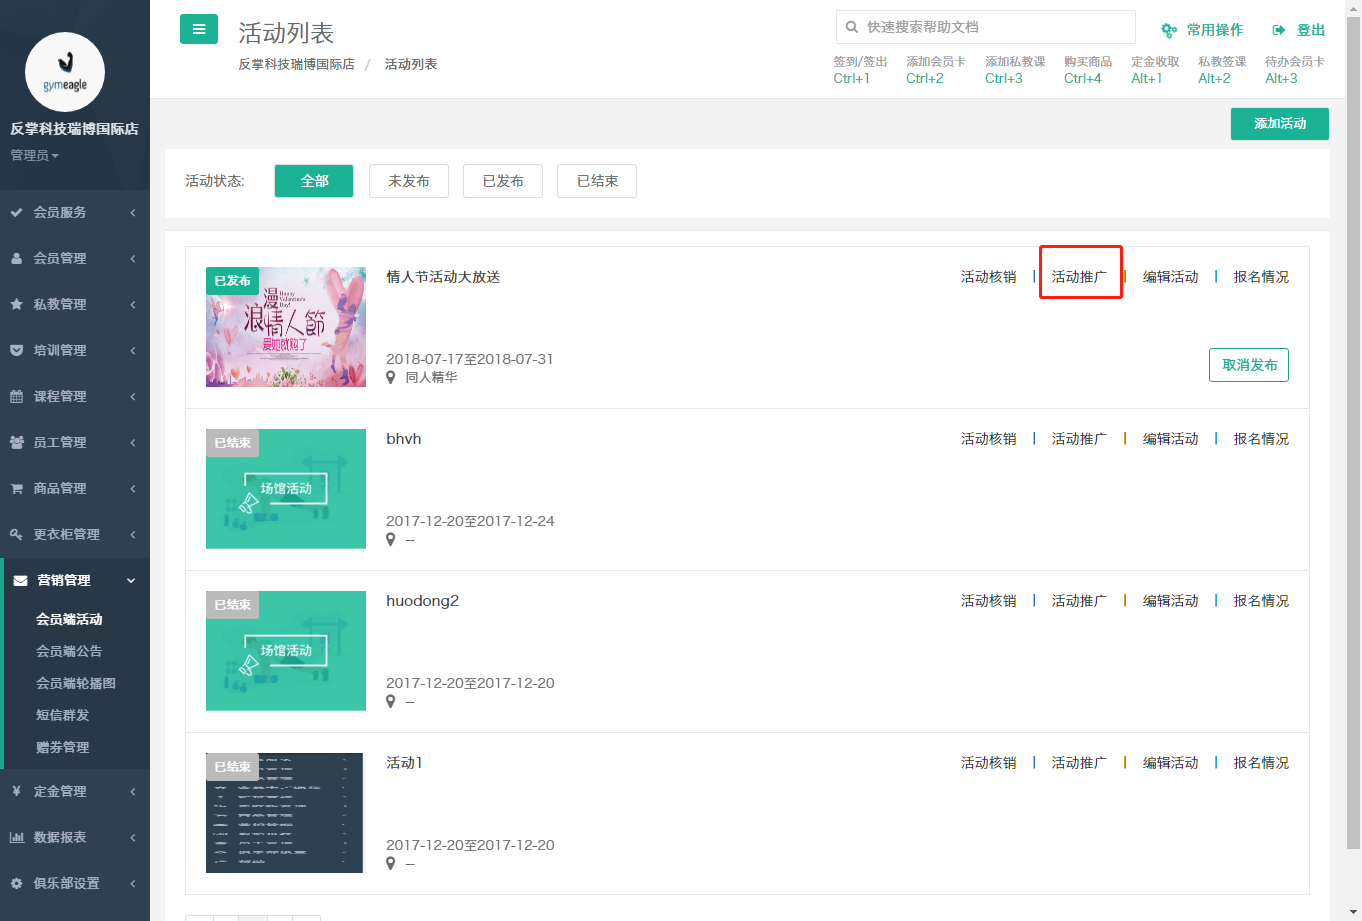 gymeagle
反掌科技瑞博国际店
管理员
会员服务
会员管理
私教管理
培训管理
课程管理
员工管理
商品管理
更衣柜管理
营销管理
会员端活动
会员端公告
会员端轮播图
短信群发
赠券管理
定金管理
数据报表
俱乐部设置
活动列表
反掌科技瑞博国际店 / 活动列表
快速搜索帮助文档
常用操作
登出
签到/签出 添加会员卡 添加私教课 购买商品 定金收取 私教签课 待办会员卡
Ctrl+1 Ctrl+2 Ctrl+3 Ctrl+4 Alt+1 Alt+2 Alt+3
添加活动
活动状态: 全部 未发布 已发布 已结束
已发布
漫
Happy
Valentine's
Day!
浪情人節
爱她就购了
情人节活动大放送
活动核销 | 活动推广 | 编辑活动 | 报名情况
2018-07-17至2018-07-31
同人精华
取消发布
已结束
场馆活动
bhvh
活动核销 | 活动推广 | 编辑活动 | 报名情况
2017-12-20至2017-12-24
--
已结束
场馆活动
huodong2
活动核销 | 活动推广 | 编辑活动 | 报名情况
2017-12-20至2017-12-20
--
已结束
活动1
活动核销 | 活动推广 | 编辑活动 | 报名情况
2017-12-20至2017-12-20
--